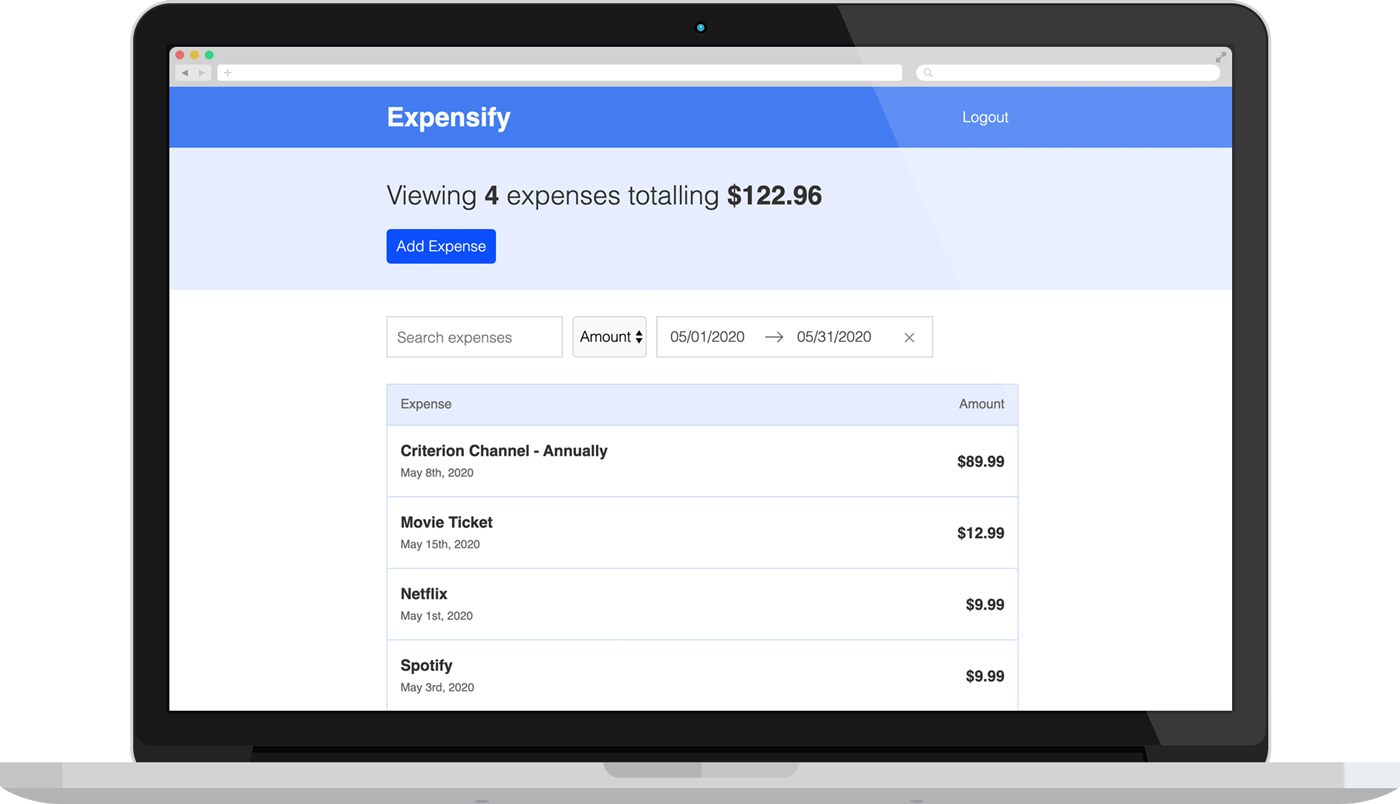 Expensify
Logout
Viewing 4 expenses totalling $122.96
Add Expense
Search expenses
Amount
05/01/2020 → 05/31/2020
Expense
Amount
Criterion Channel - Annually
$89.99
May 8th, 2020
Movie Ticket
$12.99
May 15th, 2020
Netflix
$9.99
May 1st, 2020
Spotify
$9.99
May 3rd, 2020